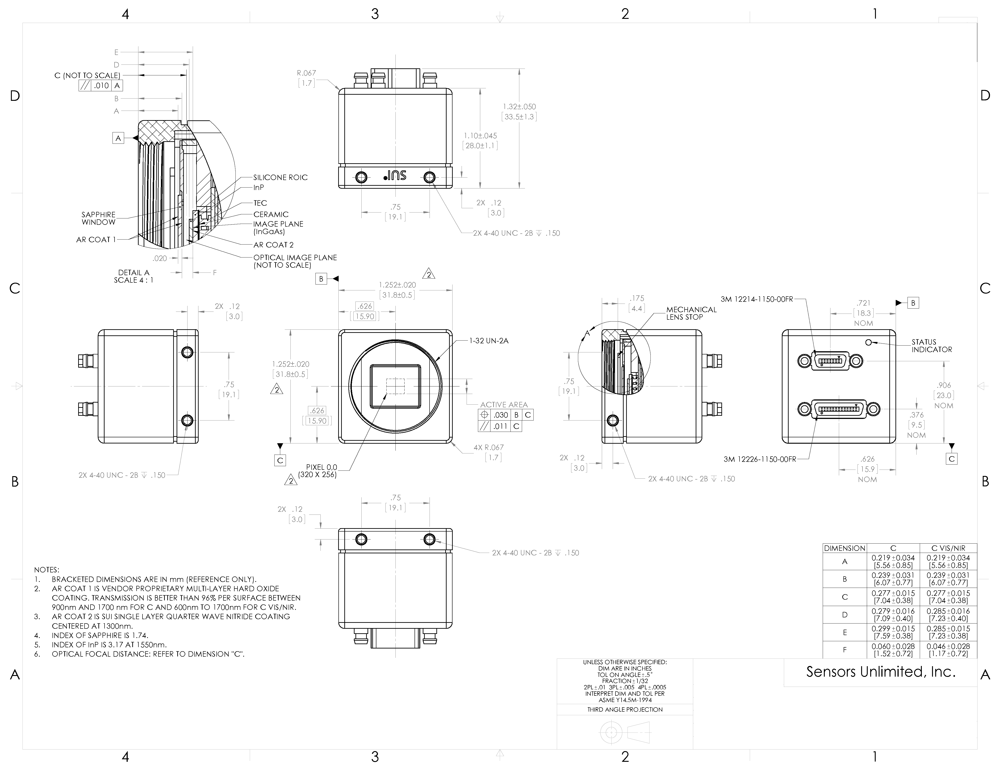 4 3 2 1
D
D
C
C
B
B
A
A
4 3 2 1
E
D
C (NOT TO SCALE)
// .010 A
B
A
A
SILICONE ROIC
InP
TEC
CERAMIC
IMAGE PLANE
(InGaAs)
AR COAT 2
OPTICAL IMAGE PLANE
(NOT TO SCALE)
SAPPHIRE
WINDOW
AR COAT 1
.020
F
DETAIL A
SCALE 4 : 1
R.067
[1.7]
1.32±.050
[33.5±1.3]
1.10±.045
[28.0±1.1]
SUI.
2X .12
[3.0]
.75
[19.1]
2X 4-40 UNC - 2B ↧ .150
2X .12
[3.0]
.75
[19.1]
2X 4-40 UNC - 2B ↧ .150
B
2
1.252±.020
[31.8±0.5]
.626
[15.90]
1-32 UN-2A
1.252±.020
[31.8±0.5]
2
.626
[15.90]
ACTIVE AREA
⌖ .030 B C
// .011 C
4X R.067
[1.7]
C
PIXEL 0,0
(320 X 256)
2
.175
[4.4]
MECHANICAL
LENS STOP
A
.75
[19.1]
2X .12
[3.0]
2X 4-40 UNC - 2B ↧ .150
3M 12214-1150-00FR
.721
[18.3]
NOM
B
STATUS
INDICATOR
.906
[23.0]
NOM
.376
[9.5]
NOM
3M 12226-1150-00FR
.626
[15.9]
NOM
C
.75
[19.1]
2X .12
[3.0]
2X 4-40 UNC - 2B ↧ .150
NOTES:
1. BRACKETED DIMENSIONS ARE IN mm (REFERENCE ONLY).
2. AR COAT 1 IS VENDOR PROPRIETARY MULTI-LAYER HARD OXIDE
COATING. TRANSMISSION IS BETTER THAN 96% PER SURFACE BETWEEN
900nm AND 1700 nm FOR C AND 600nm TO 1700nm FOR C VIS/NIR.
3. AR COAT 2 IS SUI SINGLE LAYER QUARTER WAVE NITRIDE COATING
CENTERED AT 1300nm.
4. INDEX OF SAPPHIRE IS 1.74.
5. INDEX OF InP IS 3.17 AT 1550nm.
6. OPTICAL FOCAL DISTANCE: REFER TO DIMENSION "C".
DIMENSION C C VIS/NIR
A 0.219±0.034 0.219±0.034
[5.56±0.85] [5.56±0.85]
B 0.239±0.031 0.239±0.031
[6.07±0.77] [6.07±0.77]
C 0.277±0.015 0.277±0.015
[7.04±0.38] [7.04±0.38]
D 0.279±0.016 0.285±0.016
[7.09±0.40] [7.23±0.40]
E 0.299±0.015 0.285±0.015
[7.59±0.38] [7.23±0.38]
F 0.060±0.028 0.046±0.028
[1.52±0.72] [1.17±0.72]
UNLESS OTHERWISE SPECIFIED:
DIM ARE IN INCHES
TOL ON ANGLE±.5°
FRACTION±1/32
2PL±.01 3PL±.005 4PL±.0005
INTERPRET DIM AND TOL PER
ASME Y14.5M-1994
THIRD ANGLE PROJECTION
Sensors Unlimited, Inc.